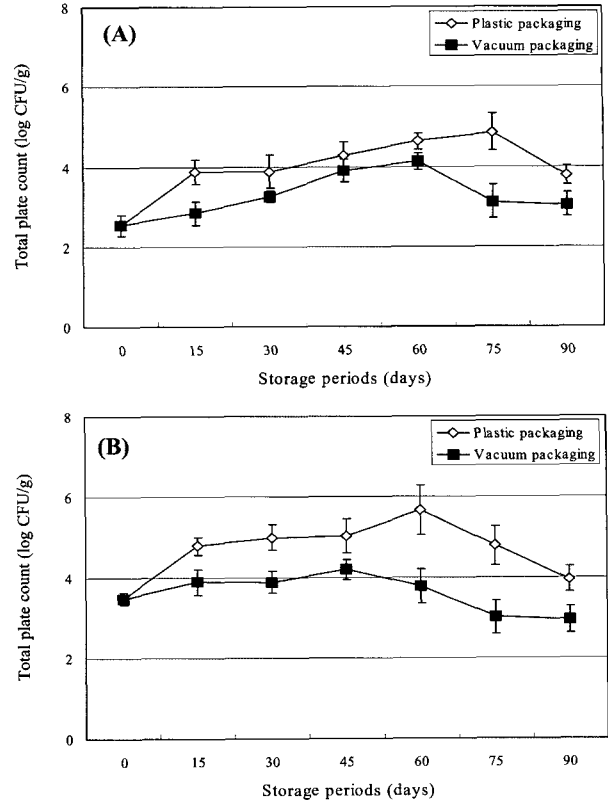 (A)
Plastic packaging
Vacuum packaging
Total plate count (log CFU/g)
8
6
4
2
0
0 15 30 45 60 75 90
Storage periods (days)
(B)
Plastic packaging
Vacuum packaging
Total plate count (log CFU/g)
8
6
4
2
0
0 15 30 45 60 75 90
Storage periods (days)